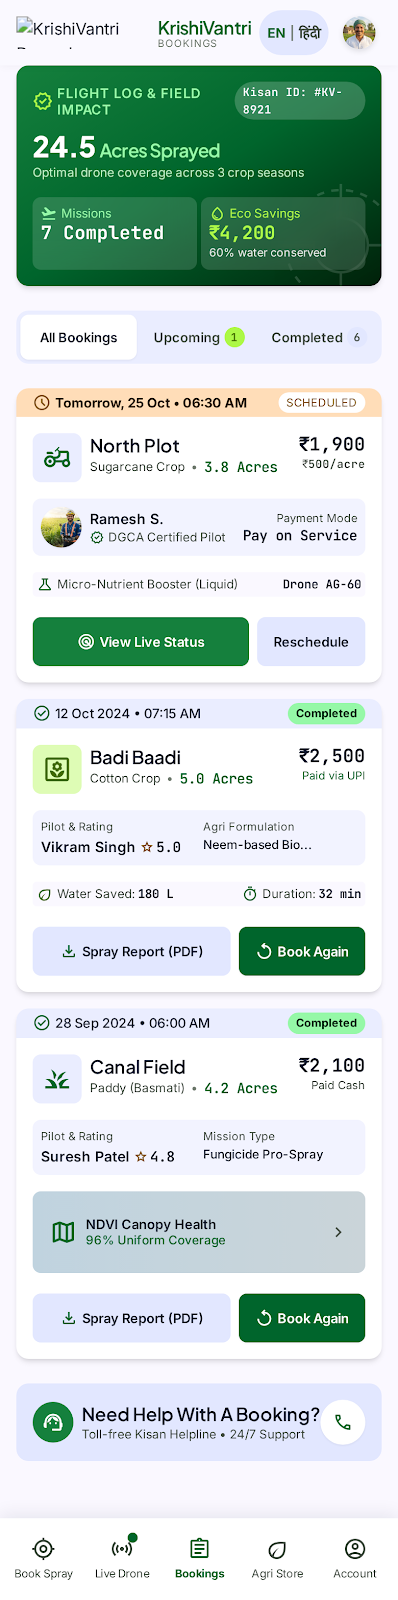 KrishiVantri
KrishiVantri
BOOKINGS
EN | हिंदी
FLIGHT LOG & FIELD
IMPACT
Kisan ID: #KV-
8921
24.5 Acres Sprayed
Optimal drone coverage across 3 crop seasons
Missions
7 Completed
Eco Savings
₹4,200
60% water conserved
All Bookings
Upcoming 1
Completed 6
Tomorrow, 25 Oct • 06:30 AM
SCHEDULED
North Plot
Sugarcane Crop • 3.8 Acres
₹1,900
₹500/acre
Ramesh S.
DGCA Certified Pilot
Payment Mode
Pay on Service
Micro-Nutrient Booster (Liquid)
Drone AG-60
View Live Status
Reschedule
12 Oct 2024 • 07:15 AM
Completed
Badi Baadi
Cotton Crop • 5.0 Acres
₹2,500
Paid via UPI
Pilot & Rating
Vikram Singh ☆ 5.0
Agri Formulation
Neem-based Bio...
Water Saved: 180 L
Duration: 32 min
Spray Report (PDF)
Book Again
28 Sep 2024 • 06:00 AM
Completed
Canal Field
Paddy (Basmati) • 4.2 Acres
₹2,100
Paid Cash
Pilot & Rating
Suresh Patel ☆ 4.8
Mission Type
Fungicide Pro-Spray
NDVI Canopy Health
96% Uniform Coverage
Spray Report (PDF)
Book Again
Need Help With A Booking?
Toll-free Kisan Helpline • 24/7 Support
Book Spray
Live Drone
Bookings
Agri Store
Account